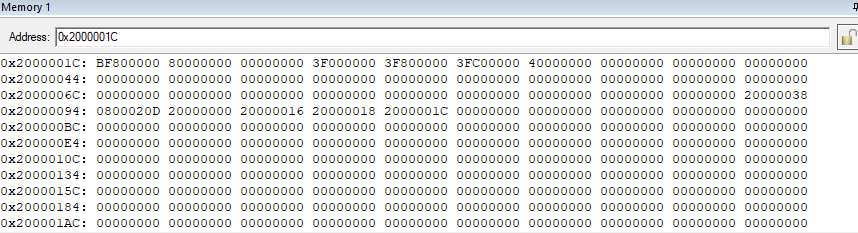 Memory 1
Address: 0x2000001C
0x2000001C: BF800000 80000000 00000000 3F000000 3F800000 3FC00000 40000000 00000000 00000000 00000000
0x20000044: 00000000 00000000 00000000 00000000 00000000 00000000 00000000 00000000 00000000 00000000
0x2000006C: 00000000 00000000 00000000 00000000 00000000 00000000 00000000 00000000 00000000 20000038
0x20000094: 0800020D 20000000 20000016 20000018 2000001C 00000000 00000000 00000000 00000000 00000000
0x200000BC: 00000000 00000000 00000000 00000000 00000000 00000000 00000000 00000000 00000000 00000000
0x200000E4: 00000000 00000000 00000000 00000000 00000000 00000000 00000000 00000000 00000000 00000000
0x2000010C: 00000000 00000000 00000000 00000000 00000000 00000000 00000000 00000000 00000000 00000000
0x20000134: 00000000 00000000 00000000 00000000 00000000 00000000 00000000 00000000 00000000 00000000
0x2000015C: 00000000 00000000 00000000 00000000 00000000 00000000 00000000 00000000 00000000 00000000
0x20000184: 00000000 00000000 00000000 00000000 00000000 00000000 00000000 00000000 00000000 00000000
0x200001AC: 00000000 00000000 00000000 00000000 00000000 00000000 00000000 00000000 00000000 00000000